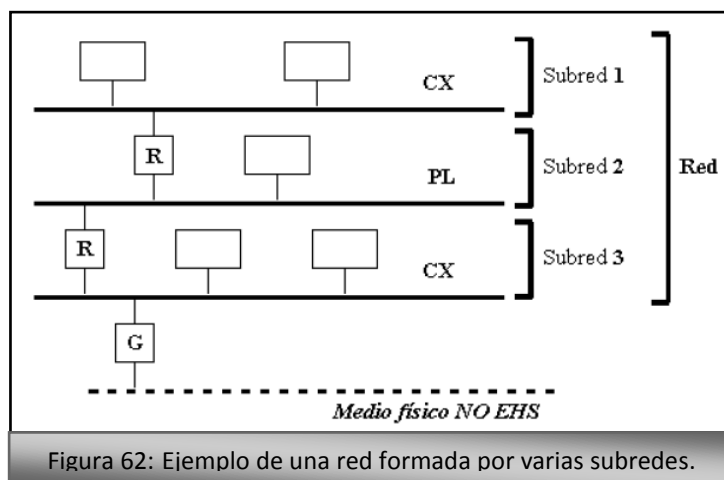 CX
Subred 1
R
PL
Subred 2
Red
R
CX
Subred 3
G
Medio físico NO EHS
Figura 62: Ejemplo de una red formada por varias subredes.